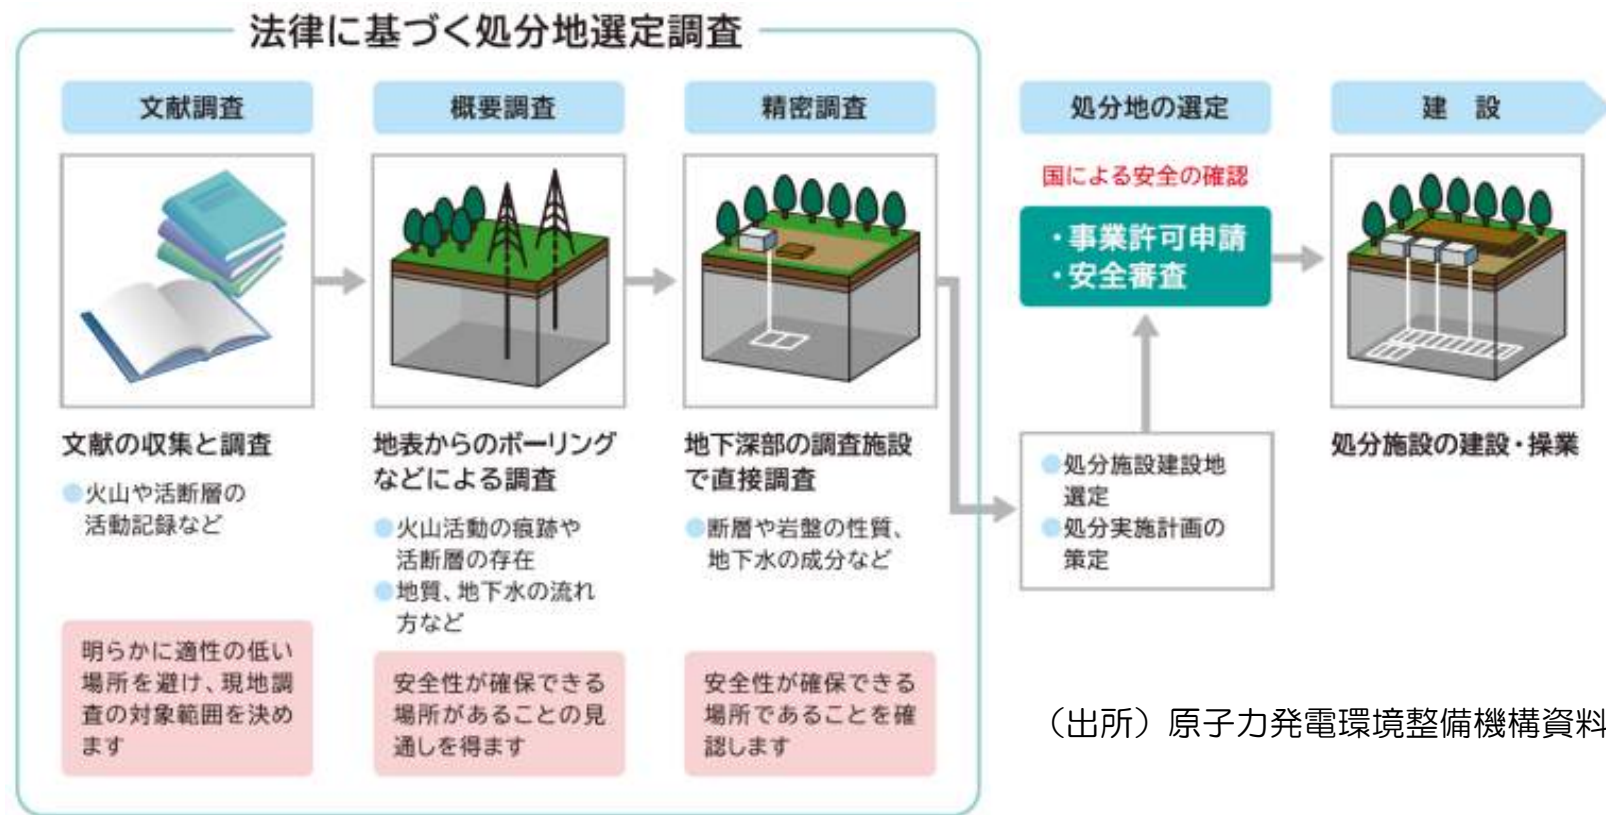 法律に基づく処分地選定調査
文献調査
文献の収集と調査
●火山や活断層の
活動記録など
明らかに適性の低い
場所を避け、現地調
査の対象範囲を決め
ます
概要調査
地表からのボーリング
などによる調査
●火山活動の痕跡や
活断層の存在
●地質、地下水の流れ
方など
安全性が確保できる
場所があることの見
通しを得ます
精密調査
地下深部の調査施設
で直接調査
●断層や岩盤の性質、
地下水の成分など
安全性が確保できる
場所であることを確
認します
処分地の選定
国による安全の確認
・事業許可申請
・安全審査
●処分施設建設地
選定
●処分実施計画の
策定
建 設
処分施設の建設・操業
（出所）原子力発電環境整備機構資料